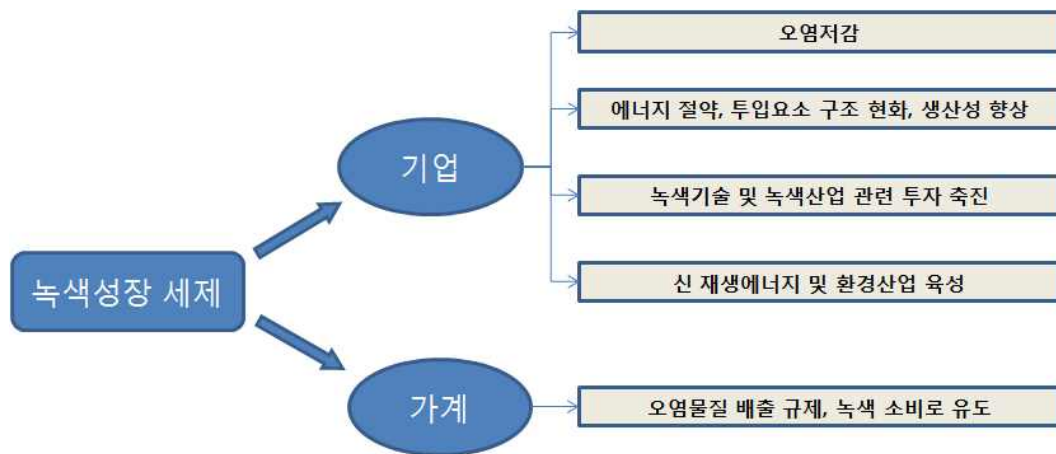 녹색성장 세제
기업
오염저감
에너지 절약, 투입요소 구조 현화, 생산성 향상
녹색기술 및 녹색산업 관련 투자 축진
신 재생에너지 및 환경산업 육성
가계
오염물질 배출 규제, 녹색 소비로 유도